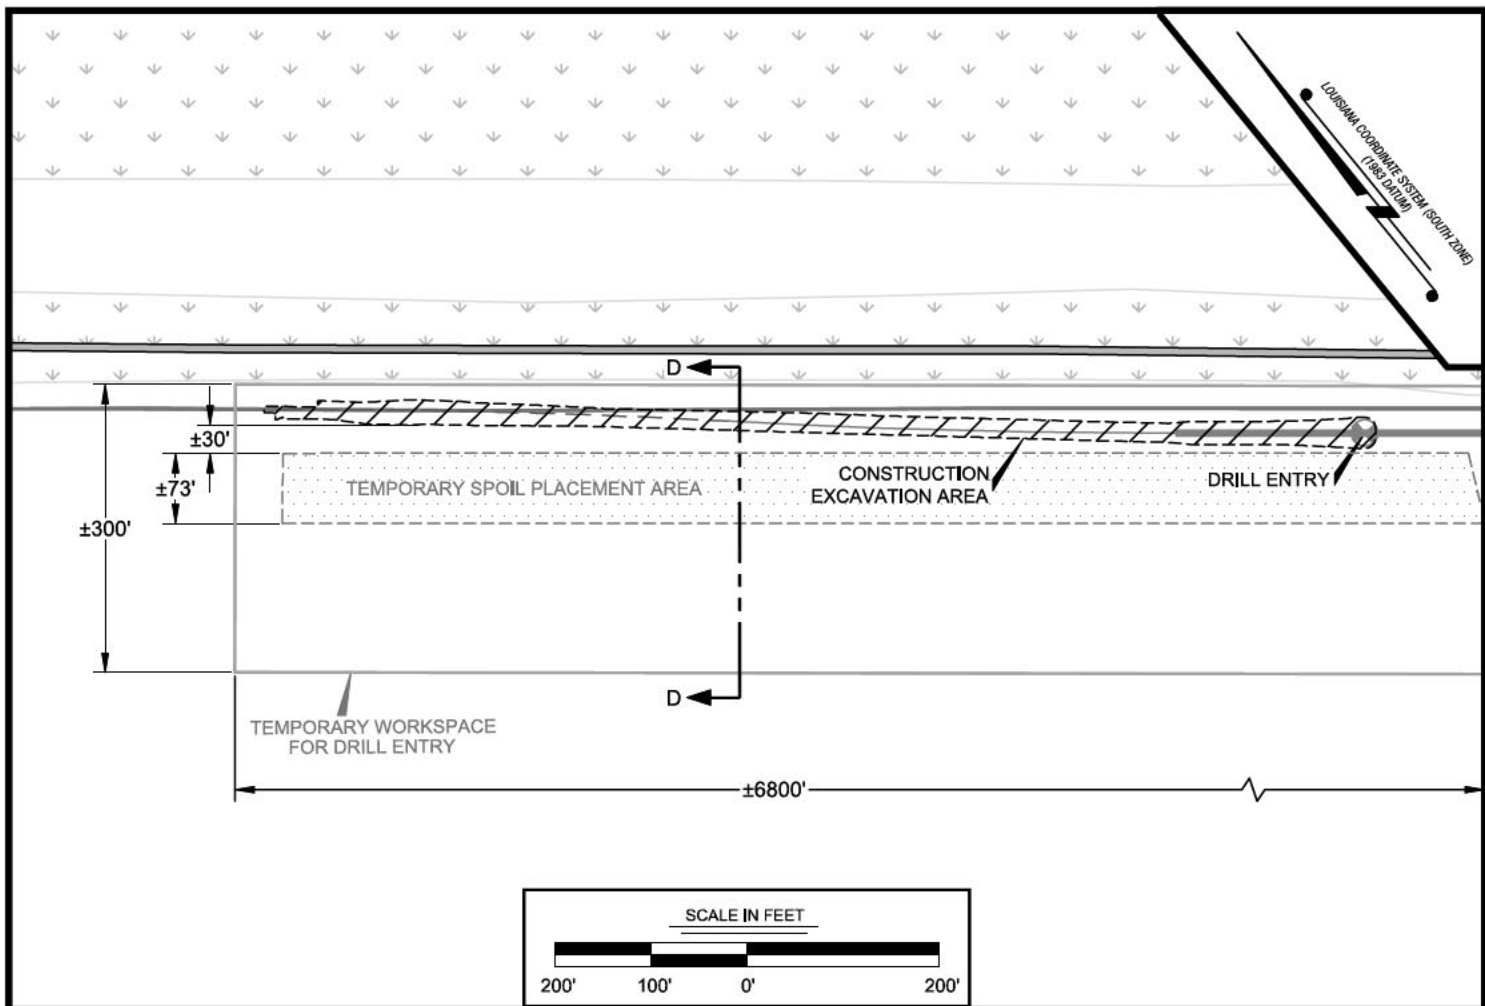 LOUISIANA COORDINATE SYSTEM (SOUTH ZONE)
(1983 DATUM)
D
±30'
±73'
±300'
TEMPORARY SPOIL PLACEMENT AREA
CONSTRUCTION
EXCAVATION AREA
DRILL ENTRY
D
TEMPORARY WORKSPACE
FOR DRILL ENTRY
±6800'
SCALE IN FEET
200' 100' 0' 200'